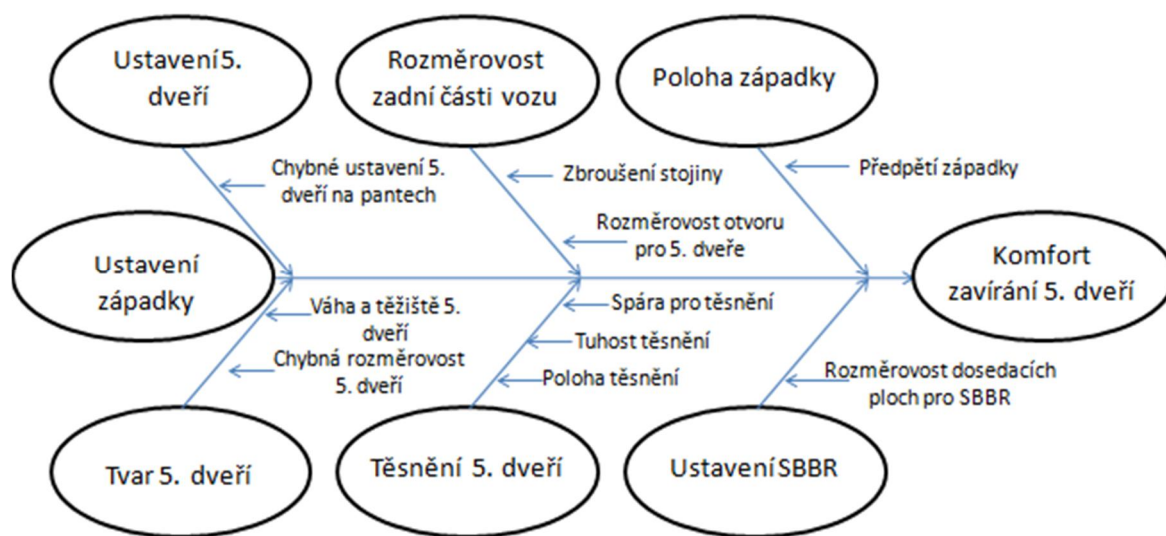 Ustavení 5.
dveří
Rozměrovost
zadní části vozu
Poloha západky
Chybné ustavení 5.
dveří na pantech
Zbroušení stojiny
Předpětí západky
Rozměrovost otvoru
pro 5. dveře
Ustavení
západky
Komfort
zavírání 5. dveří
Váha a těžiště 5.
dveří
Chybná rozměrovost
5. dveří
Spára pro těsnění
Tuhost těsnění
Poloha těsnění
Rozměrovost dosedacích
ploch pro SBBR
Tvar 5. dveří
Těsnění 5. dveří
Ustavení SBBR